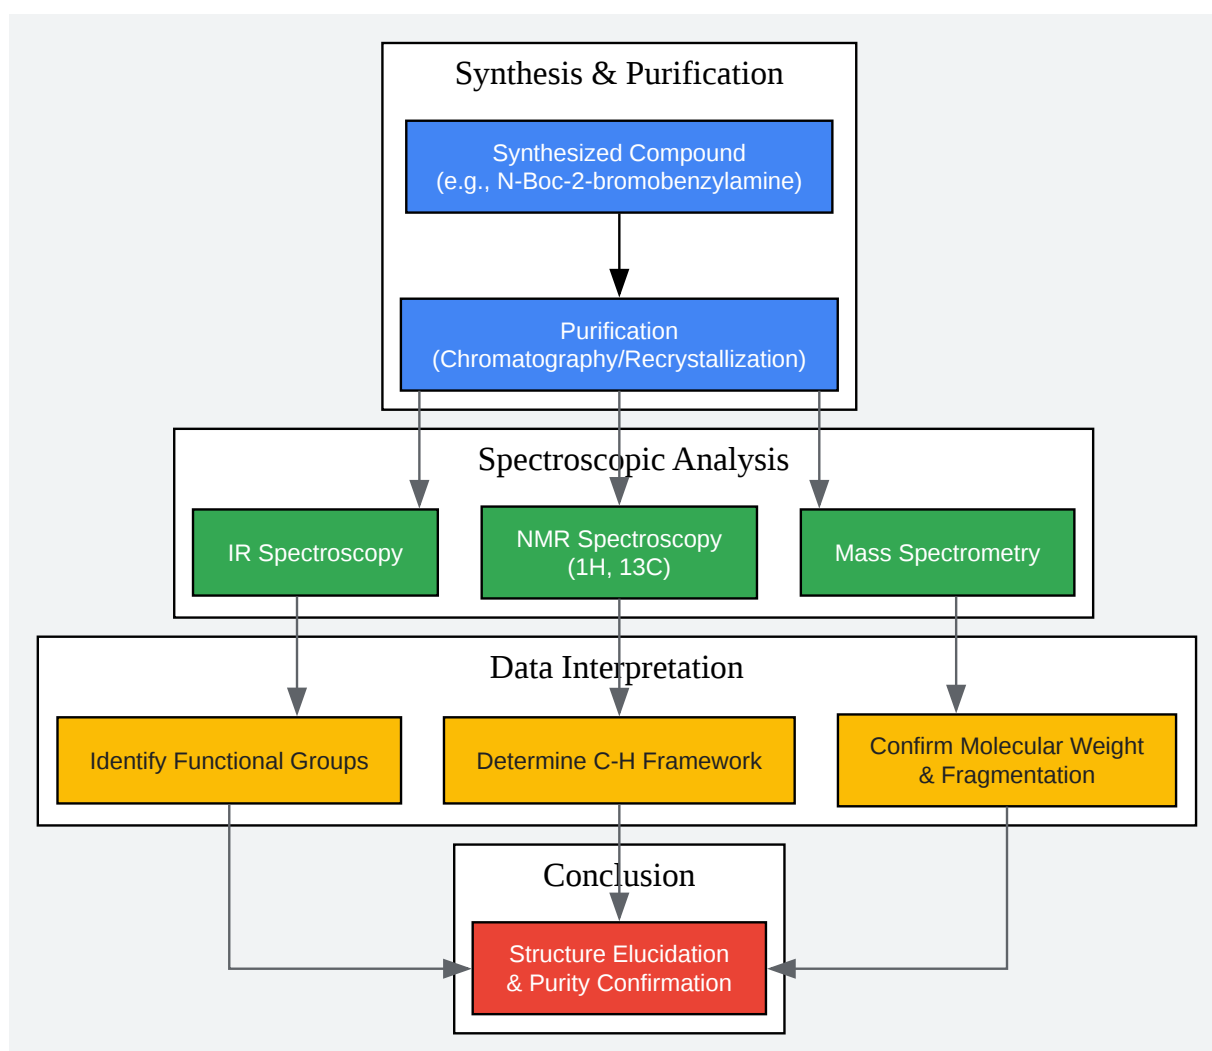 Synthesis & Purification
Synthesized Compound
(e.g., N-Boc-2-bromobenzylamine)
Purification
(Chromatography/Recrystallization)
Spectroscopic Analysis
IR Spectroscopy
NMR Spectroscopy
(1H, 13C)
Mass Spectrometry
Data Interpretation
Identify Functional Groups
Determine C-H Framework
Confirm Molecular Weight
& Fragmentation
Conclusion
Structure Elucidation
& Purity Confirmation